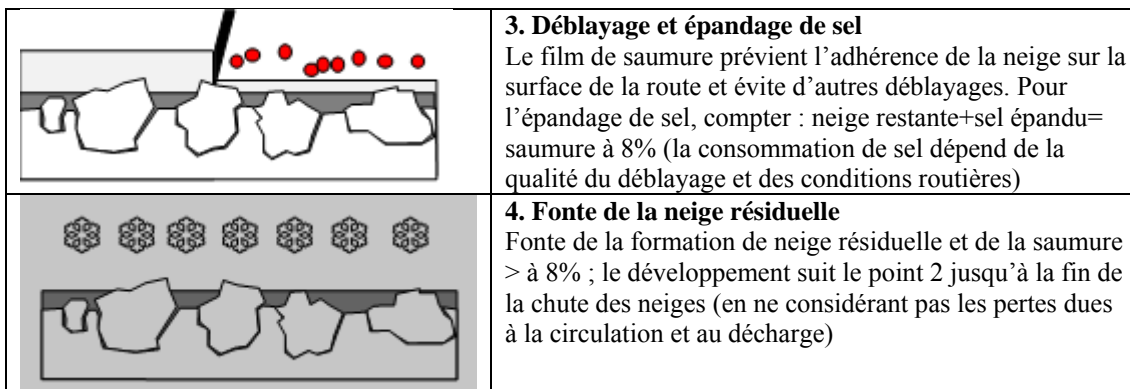 3. Déblayage et épandage de sel
Le film de saumure prévient l’adhérence de la neige sur la
surface de la route et évite d’autres déblayages. Pour
l’épandage de sel, compter : neige restante+sel épandu=
saumure à 8% (la consommation de sel dépend de la
qualité du déblayage et des conditions routières)
4. Fonte de la neige résiduelle
Fonte de la formation de neige résiduelle et de la saumure
> à 8% ; le développement suit le point 2 jusqu’à la fin de
la chute des neiges (en ne considérant pas les pertes dues
à la circulation et au décharge)